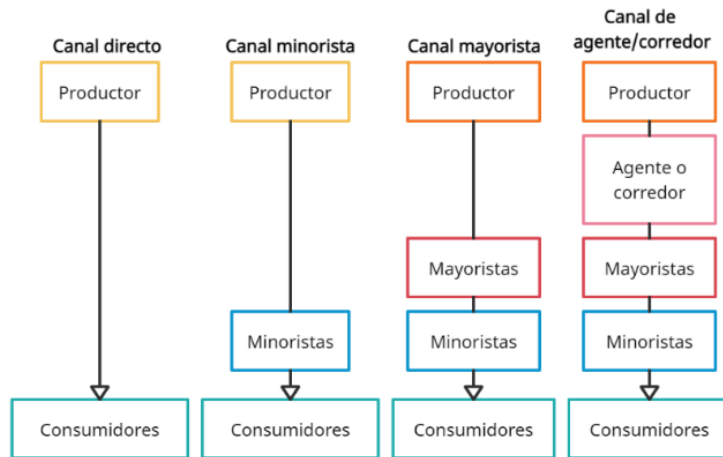 Canal directo
Canal minorista
Canal mayorista
Canal de
agente/corredor
Productor
Productor
Productor
Productor
Agente o
corredor
Mayoristas
Mayoristas
Minoristas
Minoristas
Minoristas
Consumidores
Consumidores
Consumidores
Consumidores